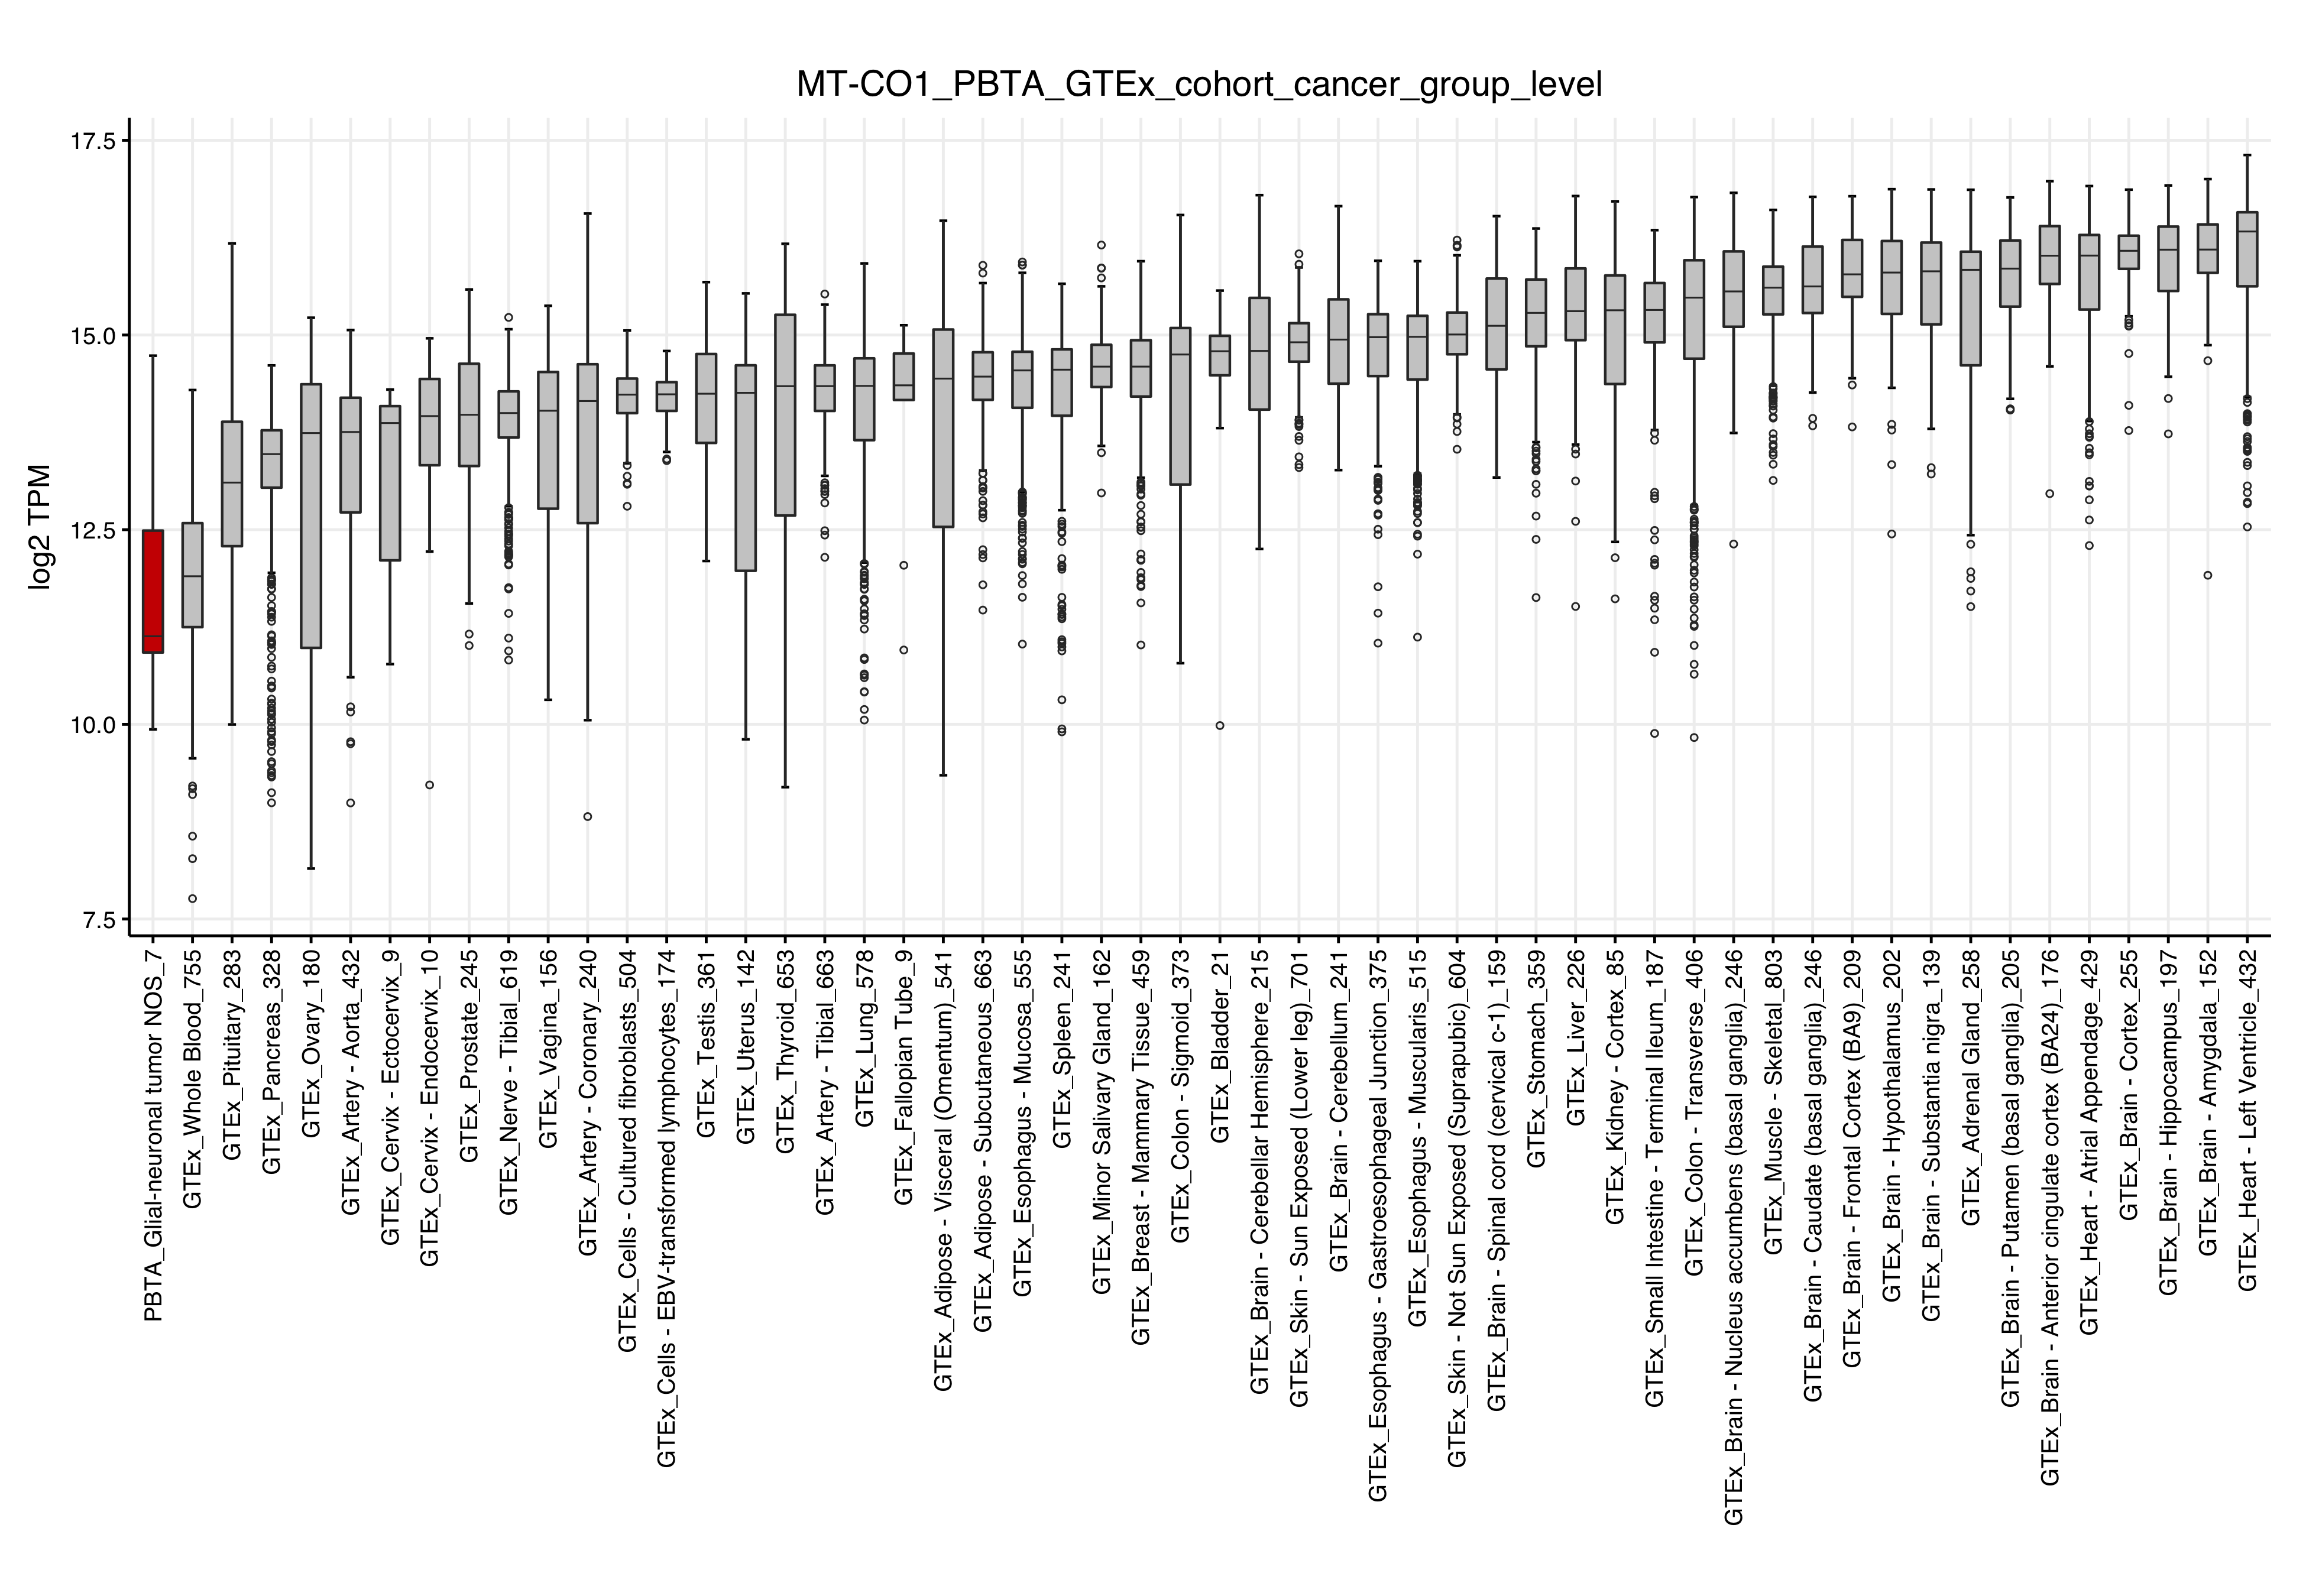 MT-CO1_PBTA_GTEx_cohort_cancer_group_level
log2 TPM
17.5
15.0
12.5
10.0
7.5
PBTA_Glial-neuronal tumor NOS_7
GTEx_Whole Blood_755
GTEx_Pituitary_283
GTEx_Pancreas_328
GTEx_Ovary_180
GTEx_Artery - Aorta_432
GTEx_Cervix - Ectocervix_9
GTEx_Cervix - Endocervix_10
GTEx_Prostate_245
GTEx_Nerve - Tibial_619
GTEx_Vagina_156
GTEx_Artery - Coronary_240
GTEx_Cells - Cultured fibroblasts_504
GTEx_Cells - EBV-transformed lymphocytes_174
GTEx_Testis_361
GTEx_Uterus_142
GTEx_Thyroid_653
GTEx_Artery - Tibial_663
GTEx_Lung_578
GTEx_Fallopian Tube_9
GTEx_Adipose - Visceral (Omentum)_541
GTEx_Adipose - Subcutaneous_663
GTEx_Esophagus - Mucosa_555
GTEx_Spleen_241
GTEx_Minor Salivary Gland_162
GTEx_Breast - Mammary Tissue_459
GTEx_Colon - Sigmoid_373
GTEx_Bladder_21
GTEx_Brain - Cerebellar Hemisphere_215
GTEx_Skin - Sun Exposed (Lower leg)_701
GTEx_Brain - Cerebellum_241
GTEx_Esophagus - Gastroesophageal Junction_375
GTEx_Esophagus - Muscularis_515
GTEx_Skin - Not Sun Exposed (Suprapubic)_604
GTEx_Brain - Spinal cord (cervical c-1)_159
GTEx_Stomach_359
GTEx_Liver_226
GTEx_Kidney - Cortex_85
GTEx_Small Intestine - Terminal Ileum_187
GTEx_Colon - Transverse_406
GTEx_Brain - Nucleus accumbens (basal ganglia)_246
GTEx_Muscle - Skeletal_803
GTEx_Brain - Caudate (basal ganglia)_246
GTEx_Brain - Frontal Cortex (BA9)_209
GTEx_Brain - Hypothalamus_202
GTEx_Brain - Substantia nigra_139
GTEx_Adrenal Gland_258
GTEx_Brain - Putamen (basal ganglia)_205
GTEx_Brain - Anterior cingulate cortex (BA24)_176
GTEx_Heart - Atrial Appendage_429
GTEx_Brain - Cortex_255
GTEx_Brain - Hippocampus_197
GTEx_Brain - Amygdala_152
GTEx_Heart - Left Ventricle_432